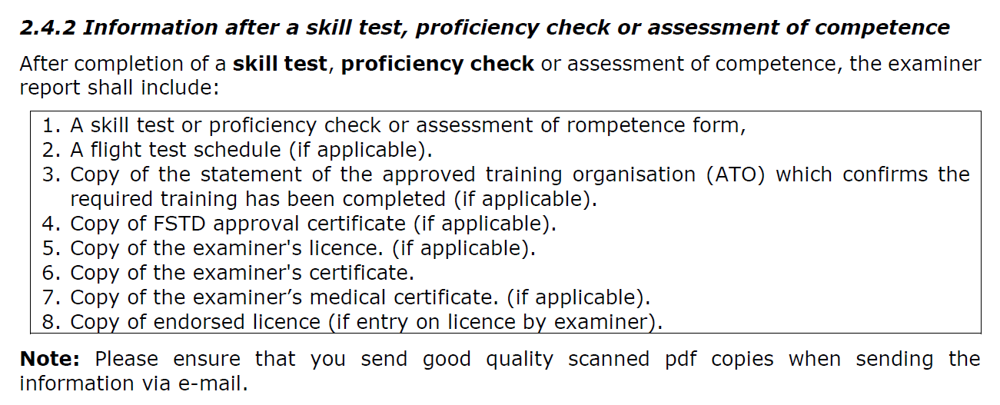 2.4.2 Information after a skill test, proficiency check or assessment of competence
After completion of a skill test, proficiency check or assessment of competence, the examiner
report shall include:
1. A skill test or proficiency check or assessment of rompetence form,
2. A flight test schedule (if applicable).
3. Copy of the statement of the approved training organisation (ATO) which confirms the
required training has been completed (if applicable).
4. Copy of FSTD approval certificate (if applicable).
5. Copy of the examiner's licence. (if applicable).
6. Copy of the examiner's certificate.
7. Copy of the examiner’s medical certificate. (if applicable).
8. Copy of endorsed licence (if entry on licence by examiner).
Note: Please ensure that you send good quality scanned pdf copies when sending the
information via e-mail.